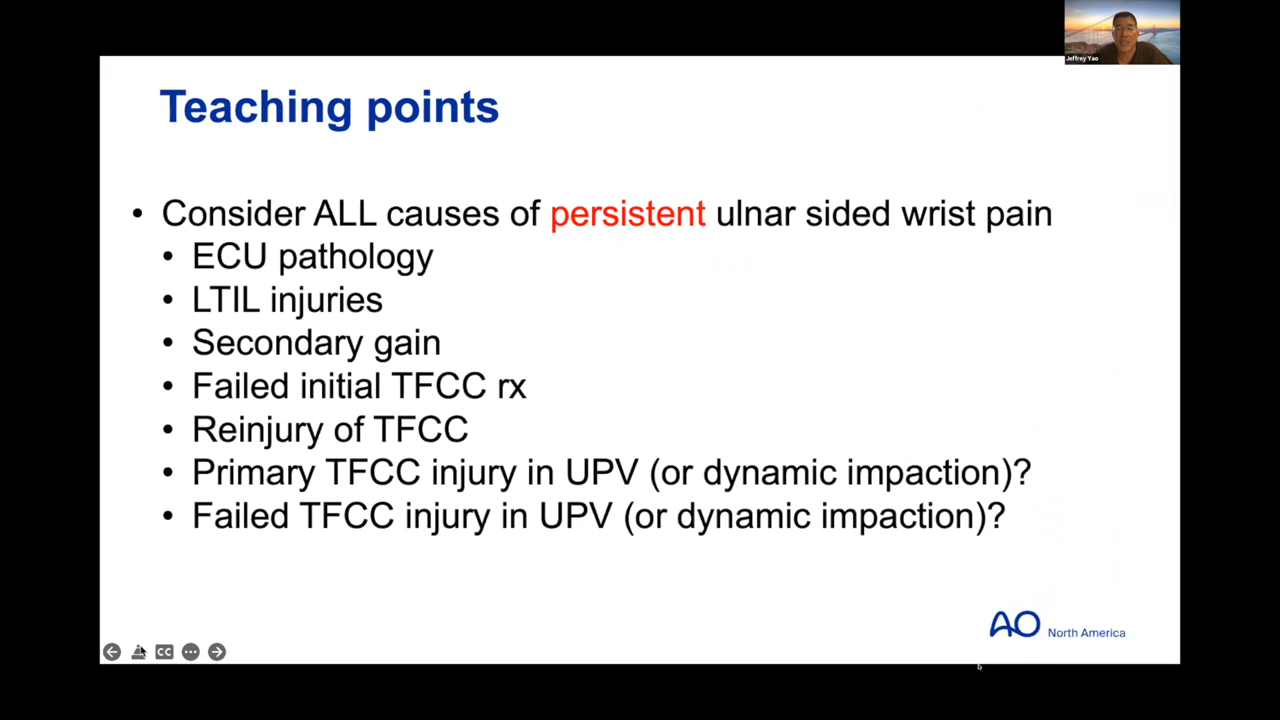 Jeffrey Yao
Teaching points
• Consider ALL causes of persistent ulnar sided wrist pain
• ECU pathology
• LTIL injuries
• Secondary gain
• Failed initial TFCC rx
• Reinjury of TFCC
• Primary TFCC injury in UPV (or dynamic impaction)?
• Failed TFCC injury in UPV (or dynamic impaction)?
AO North America
CC